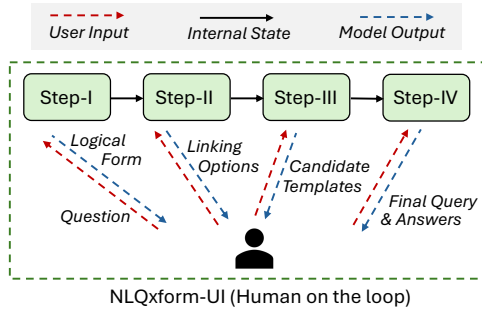 User Input
Internal State
Model Output
Step-I
Step-II
Step-III
Step-IV
Logical
Form
Question
Linking
Options
Candidate
Templates
Final Query
& Answers
NLQxform-UI (Human on the loop)